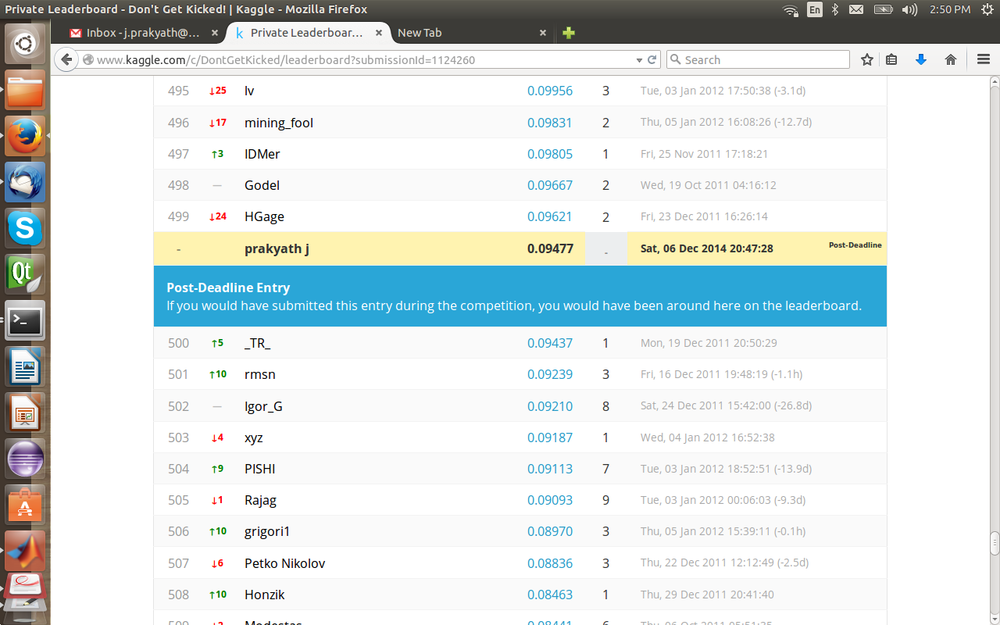 Private Leaderboard - Don't Get Kicked! | Kaggle - Mozilla Firefox En 2:50 PM
Inbox - j.prakyath@... × k Private Leaderboar... × New Tab ×
www.kaggle.com/c/DontGetKicked/leaderboard?submissionId=1124260 Search
495 ↓25 lv 0.09956 3 Tue, 03 Jan 2012 17:50:38 (-3.1d)
496 ↓17 mining_fool 0.09831 2 Thu, 05 Jan 2012 16:08:26 (-12.7d)
497 ↑3 IDMer 0.09805 1 Fri, 25 Nov 2011 17:18:21
498 — Godel 0.09667 2 Wed, 19 Oct 2011 04:16:12
499 ↓24 HGage 0.09621 2 Fri, 23 Dec 2011 16:26:14
- prakyath j 0.09477 - Sat, 06 Dec 2014 20:47:28 Post-Deadline
Post-Deadline Entry
If you would have submitted this entry during the competition, you would have been around here on the leaderboard.
500 ↑5 _TR_ 0.09437 1 Mon, 19 Dec 2011 20:50:29
501 ↑10 rmsn 0.09239 3 Fri, 16 Dec 2011 19:48:19 (-1.1h)
502 — Igor_G 0.09210 8 Sat, 24 Dec 2011 15:42:00 (-26.8d)
503 ↓4 xyz 0.09187 1 Wed, 04 Jan 2012 16:52:38
504 ↑9 PISHI 0.09113 7 Tue, 03 Jan 2012 18:52:51 (-13.9d)
505 ↓1 Rajag 0.09093 9 Tue, 03 Jan 2012 00:06:03 (-9.3d)
506 ↑10 grigori1 0.08970 3 Thu, 05 Jan 2012 15:39:11 (-0.1h)
507 ↓6 Petko Nikolov 0.08836 3 Thu, 22 Dec 2011 12:12:49 (-2.5d)
508 ↑10 Honzik 0.08463 1 Thu, 29 Dec 2011 20:41:40
509 ↓2 Modestas 0.08441 6 Thu, 06 Oct 2011 05:51:35
S
Qt
>_
A